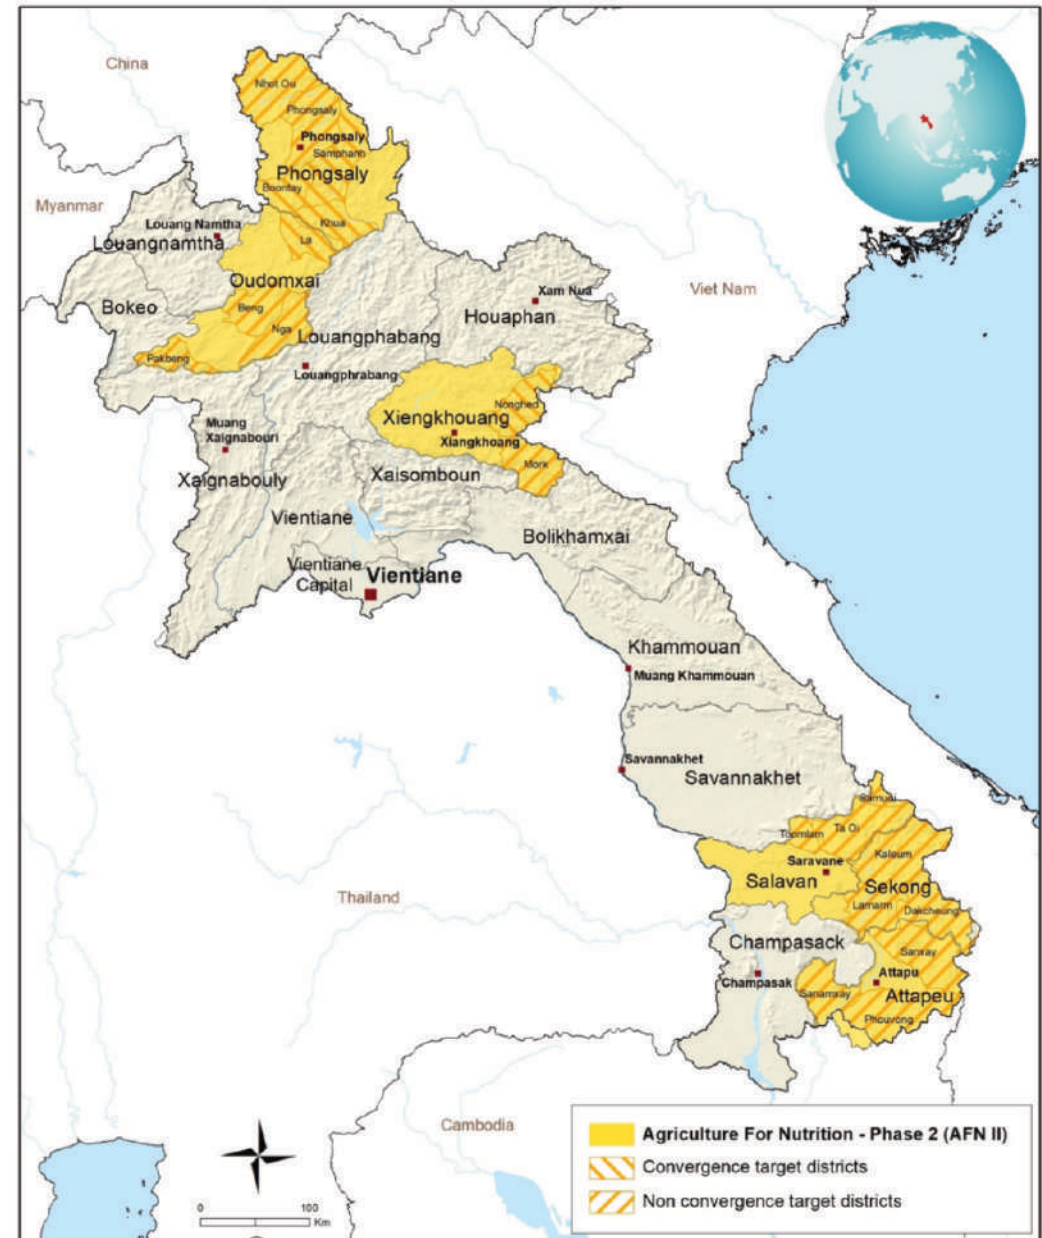 China
Nhot Ou
Phongsaly
Phongsaly
Samphanh
Phongsaly
Boontay
Myanmar
Khua
Louang Namtha
La
Louangnamtha
Oudomxai
Viet Nam
Xam Nua
Bokeo
Beng
Houaphan
Nga
Louangphabang
Pakbeng
Louangphrabang
Nonghed
Xiengkhouang
Muang
Xaignabouri
Xiangkhoang
Mork
Xaignabouly
Xaisomboun
Vientiane
Bolikhamxai
Vientiane
Capital
Vientiane
Khammouan
Muang Khammouan
Savannakhet
Savannakhet
Samuoi
Ta Oi
Toomlarn
Kaleum
Saravane
Salavan
Sekong
Thailand
Lamarm
Dakcheung
Champasack
Sanxay
Attapu
Champasak
Sanamxay
Attapeu
Phouvong
Cambodia
Agriculture For Nutrition - Phase 2 (AFN II)
Convergence target districts
Non convergence target districts
0 100
Km